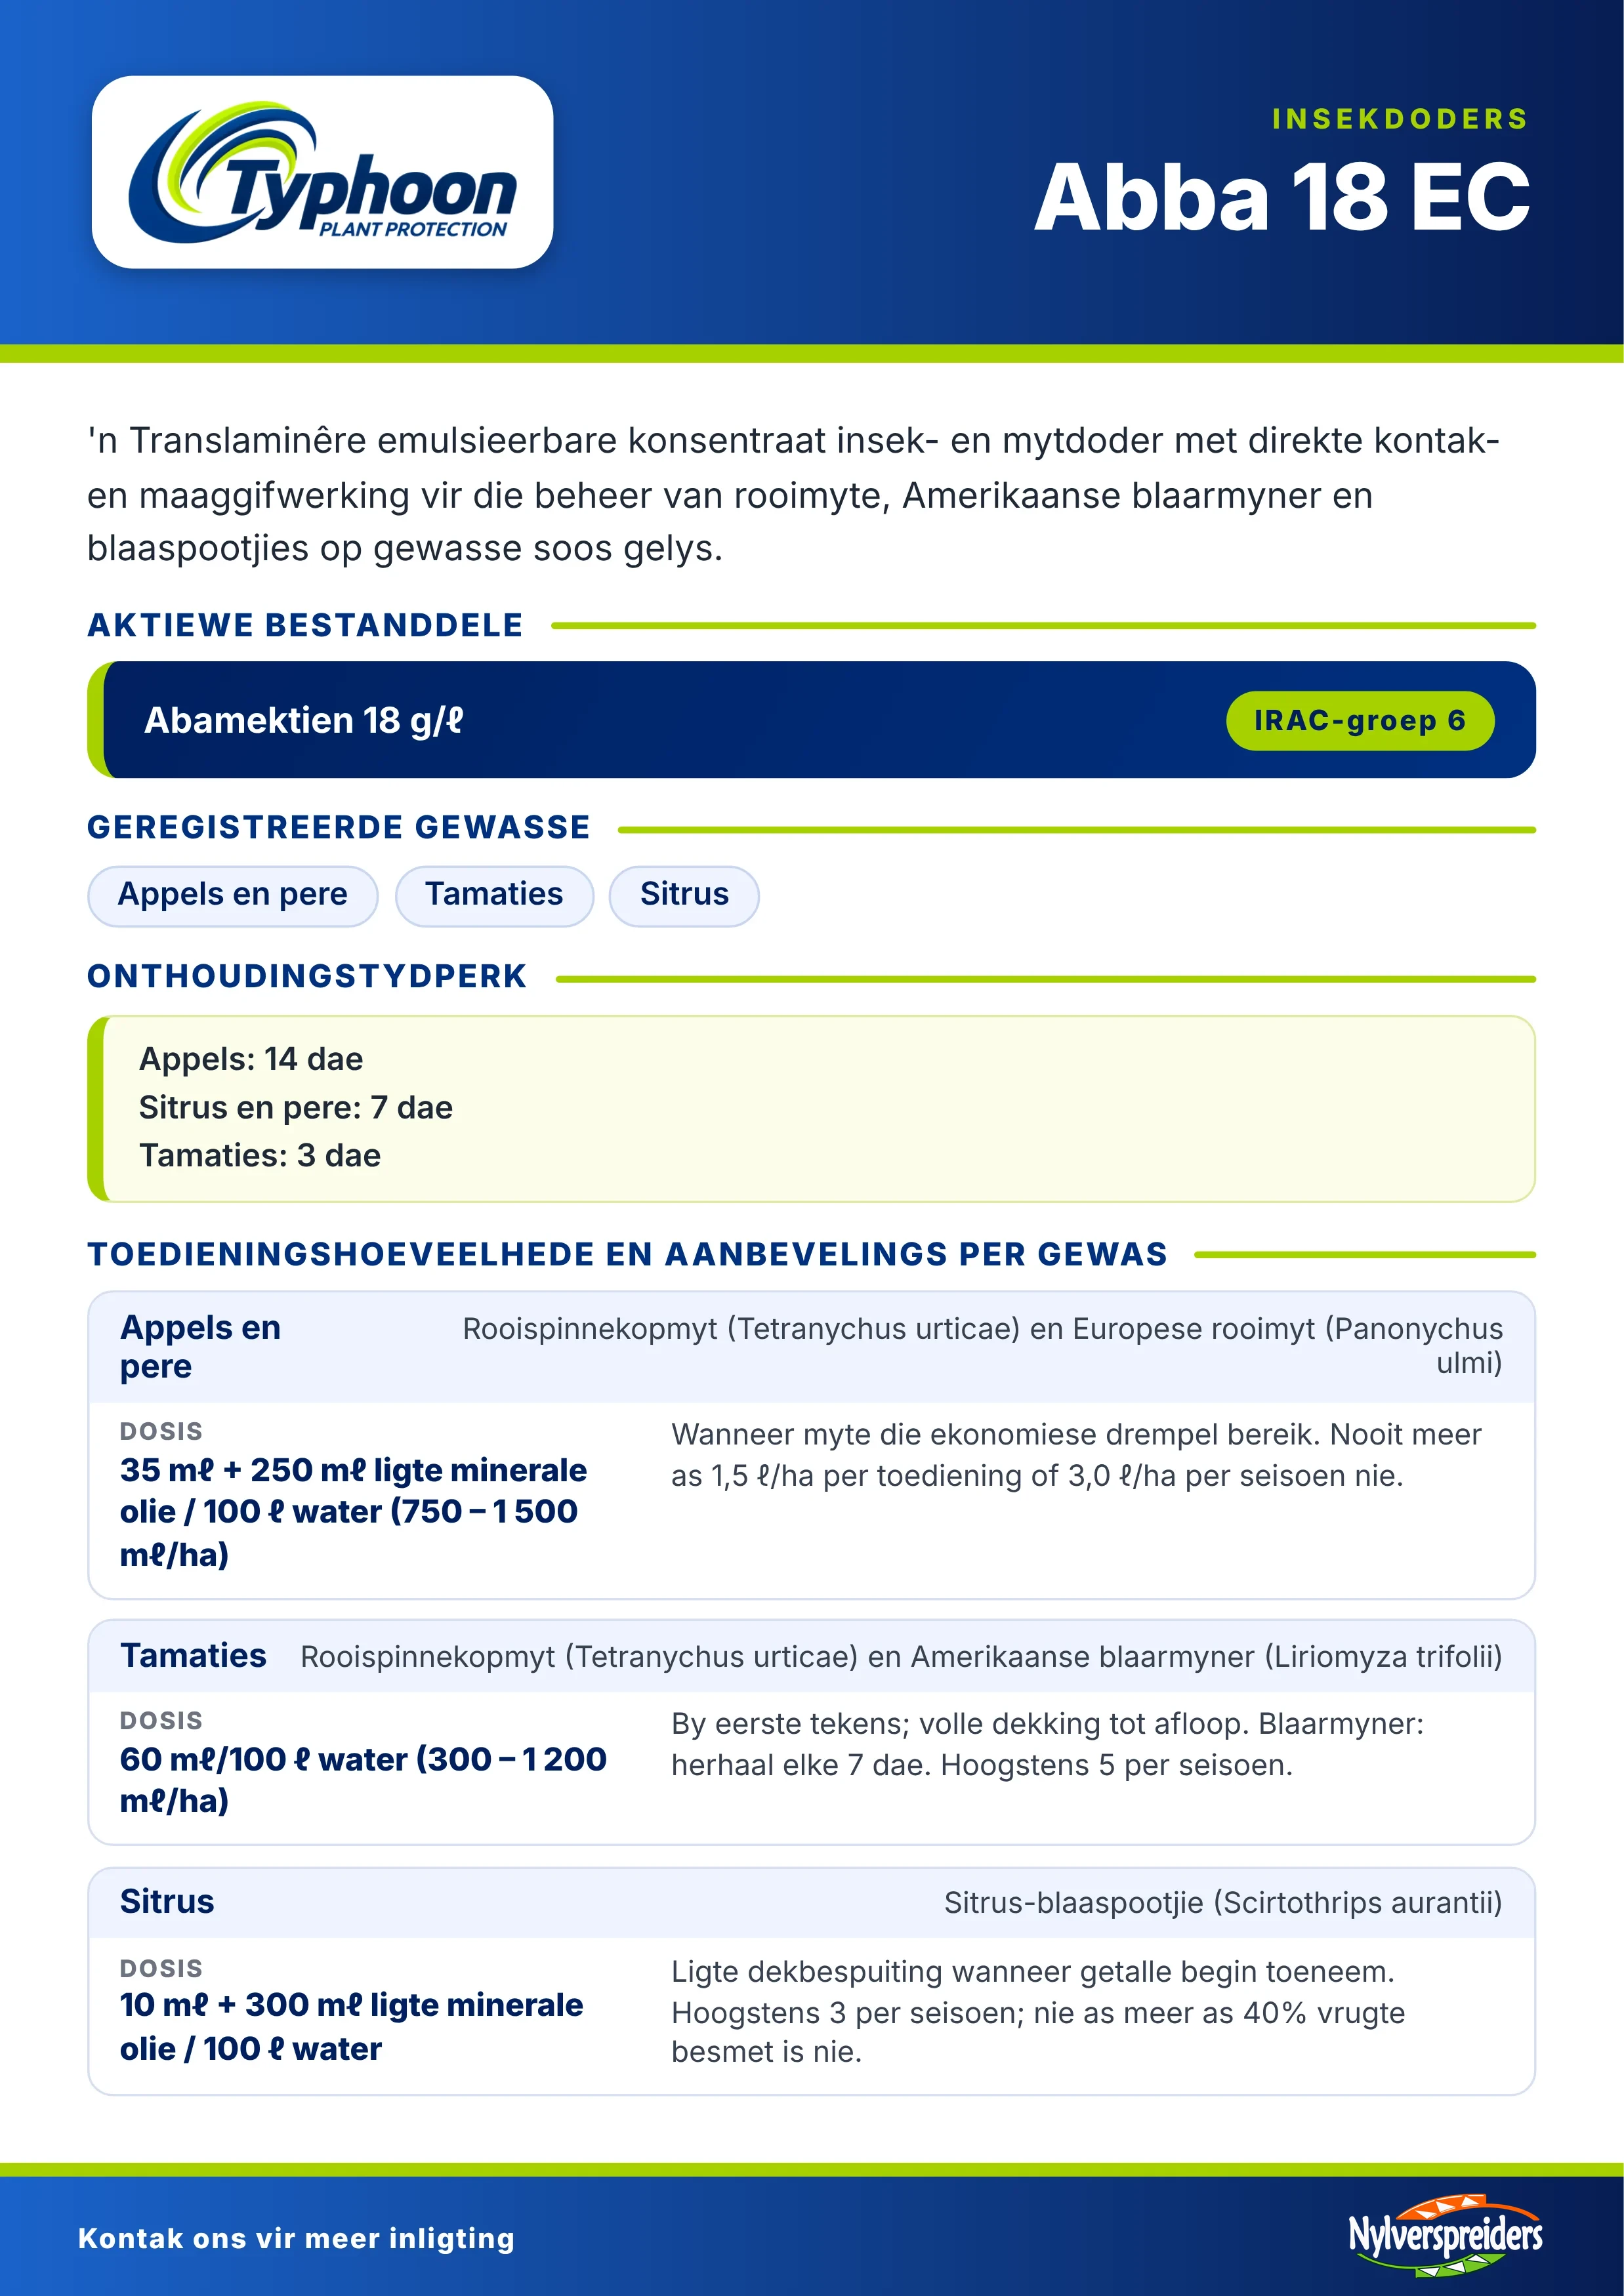 Typhoon
PLANT PROTECTION
INSEKDODERS
Abba 18 EC
'n Translaminêre emulsieerbare konsentraat insek- en mytdoder met direkte kontak-
en maaggifwerking vir die beheer van rooimyte, Amerikaanse blaarmyner en
blaaspootjies op gewasse soos gelys.
AKTIEWE BESTANDDELE
Abamektien 18 g/ℓ
IRAC-groep 6
GEREGISTREERDE GEWASSE
Appels en pere
Tamaties
Sitrus
ONTHOUDINGSTYDPERK
Appels: 14 dae
Sitrus en pere: 7 dae
Tamaties: 3 dae
TOEDIENINGSHOEVEELHEDE EN AANBEVELINGS PER GEWAS
Appels en
pere
Rooispinnekopmyt (Tetranychus urticae) en Europese rooimyt (Panonychus
ulmi)
DOSIS
35 mℓ + 250 mℓ ligte minerale
olie / 100 ℓ water (750 – 1 500
mℓ/ha)
Wanneer myte die ekonomiese drempel bereik. Nooit meer
as 1,5 ℓ/ha per toediening of 3,0 ℓ/ha per seisoen nie.
Tamaties
Rooispinnekopmyt (Tetranychus urticae) en Amerikaanse blaarmyner (Liriomyza trifolii)
DOSIS
60 mℓ/100 ℓ water (300 – 1 200
mℓ/ha)
By eerste tekens; volle dekking tot afloop. Blaarmyner:
herhaal elke 7 dae. Hoogstens 5 per seisoen.
Sitrus
Sitrus-blaaspootjie (Scirtothrips aurantii)
DOSIS
10 mℓ + 300 mℓ ligte minerale
olie / 100 ℓ water
Ligte dekbespuiting wanneer getalle begin toeneem.
Hoogstens 3 per seisoen; nie as meer as 40% vrugte
besmet is nie.
Kontak ons vir meer inligting
Nylverspreiders